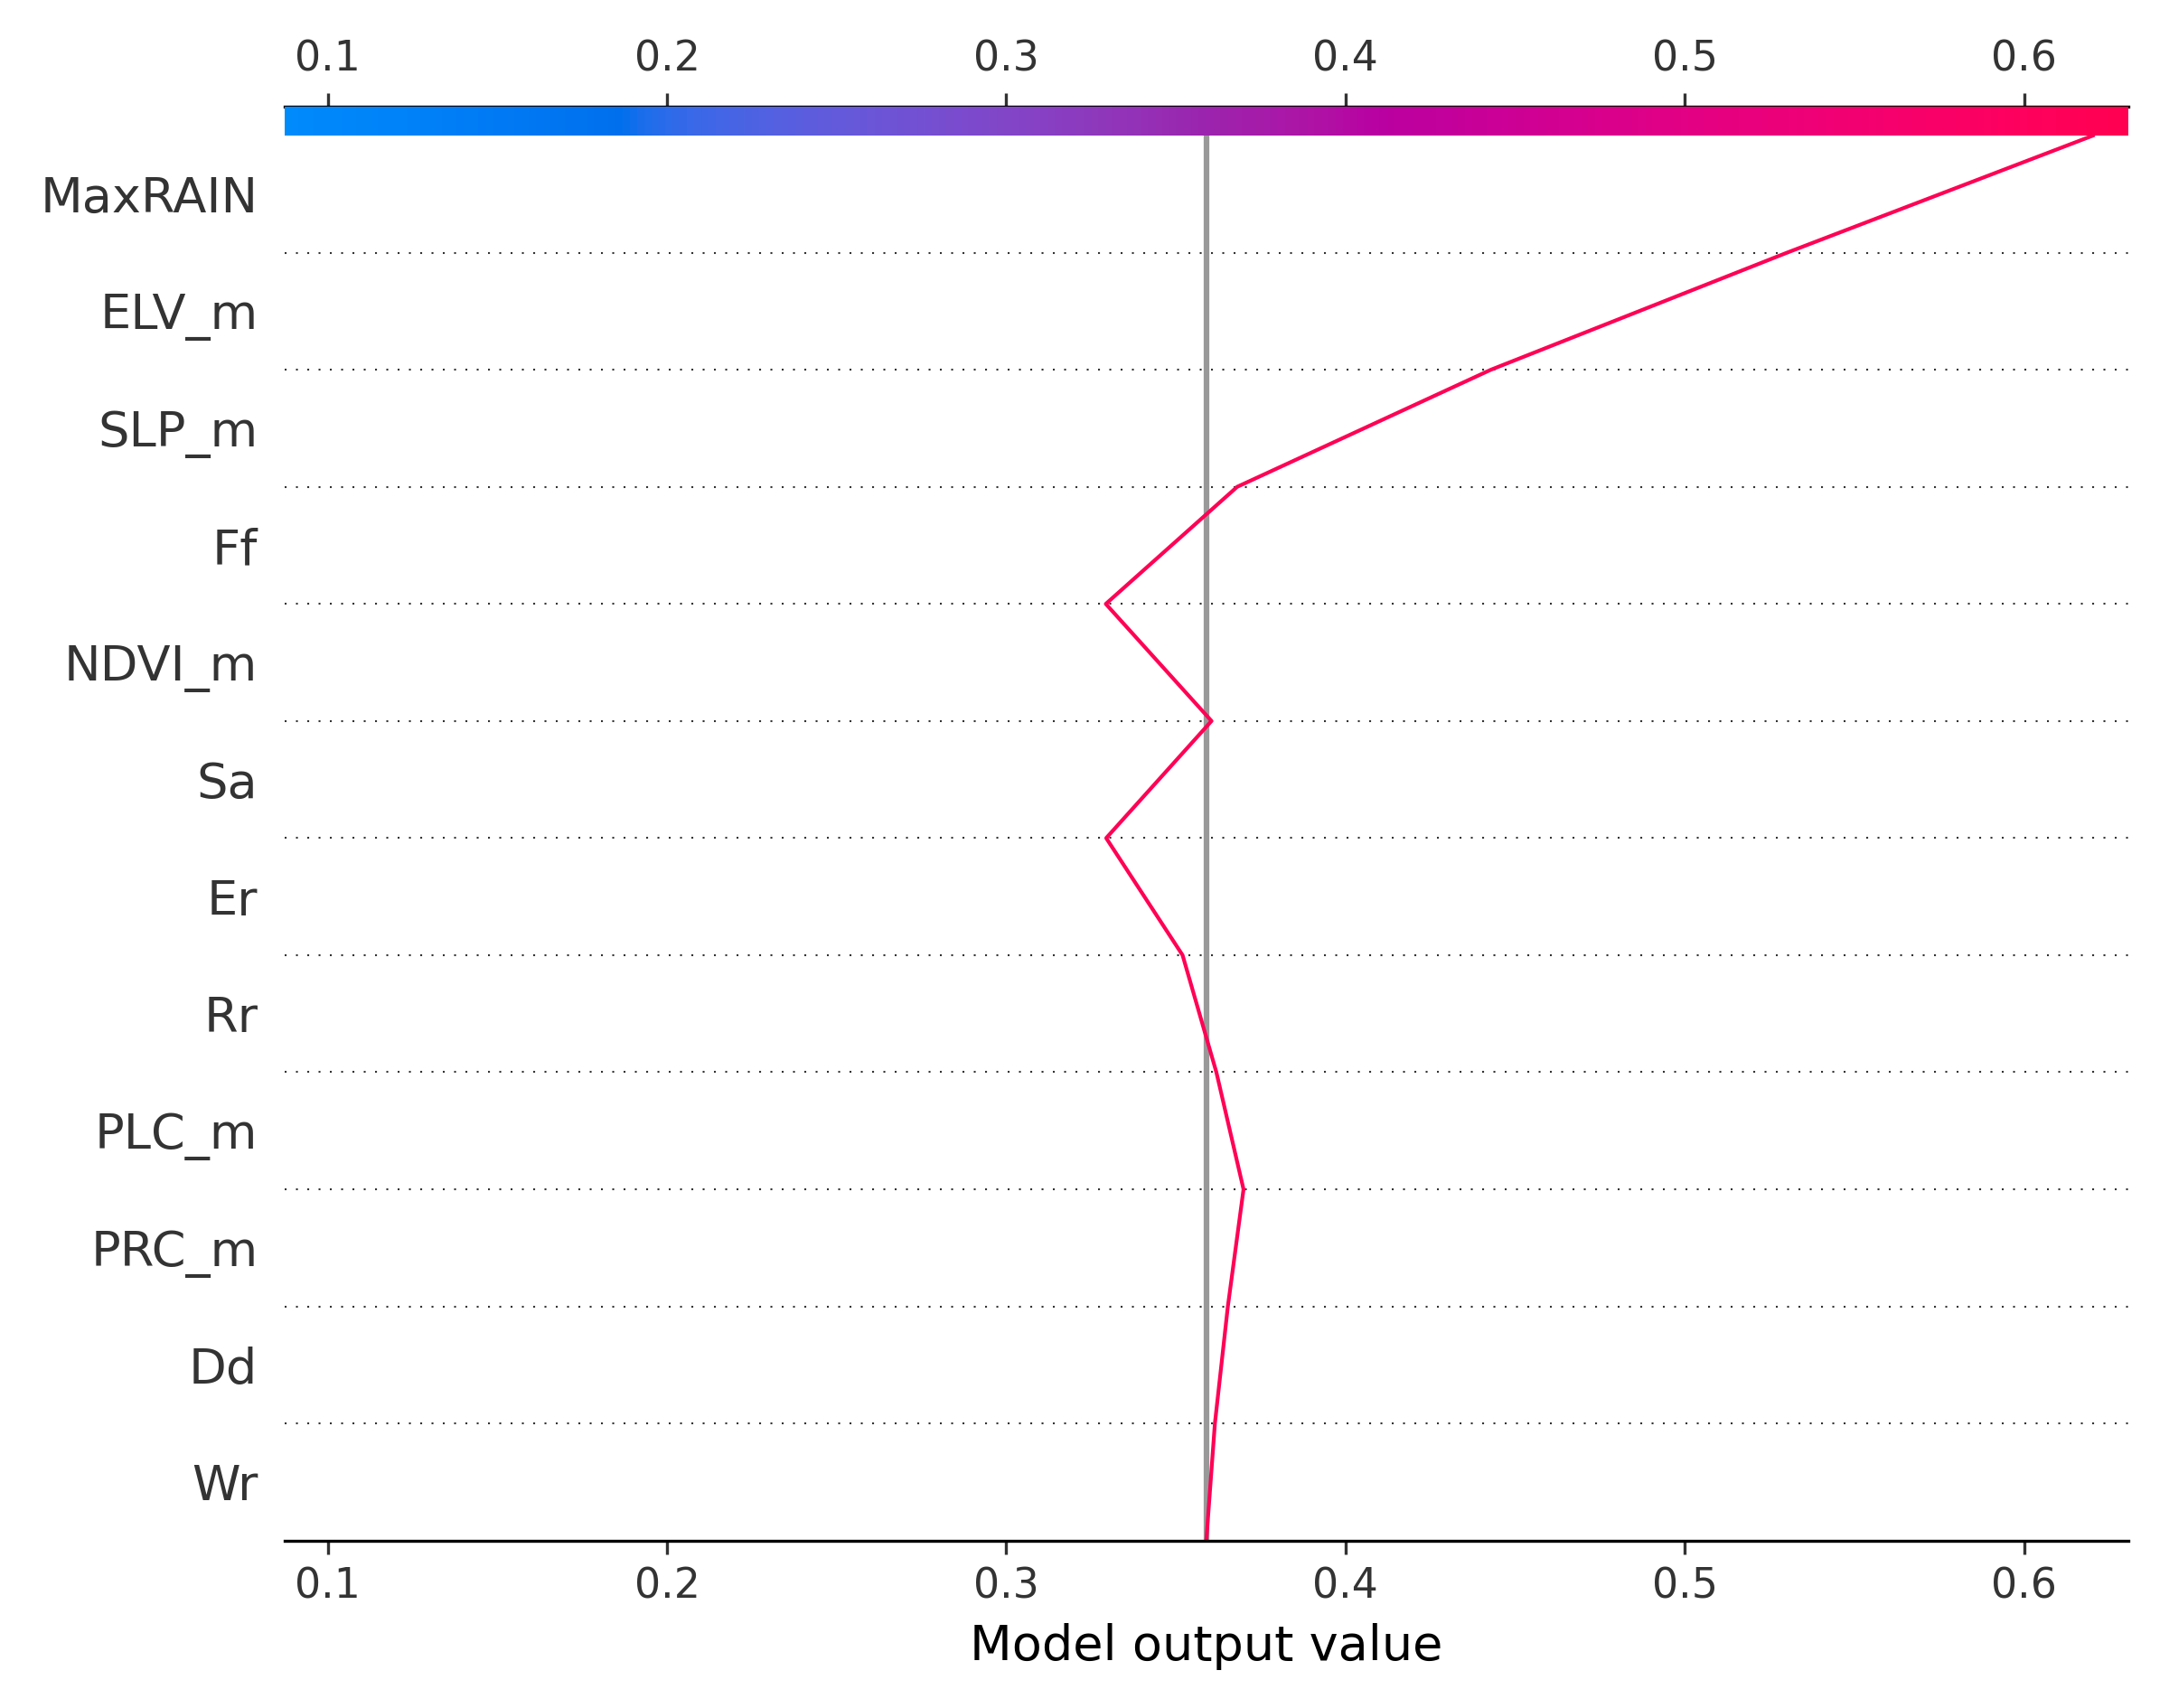 0.1 0.2 0.3 0.4 0.5 0.6
MaxRAIN
ELV_m
SLP_m
Ff
NDVI_m
Sa
Er
Rr
PLC_m
PRC_m
Dd
Wr
0.1 0.2 0.3 0.4 0.5 0.6
Model output value